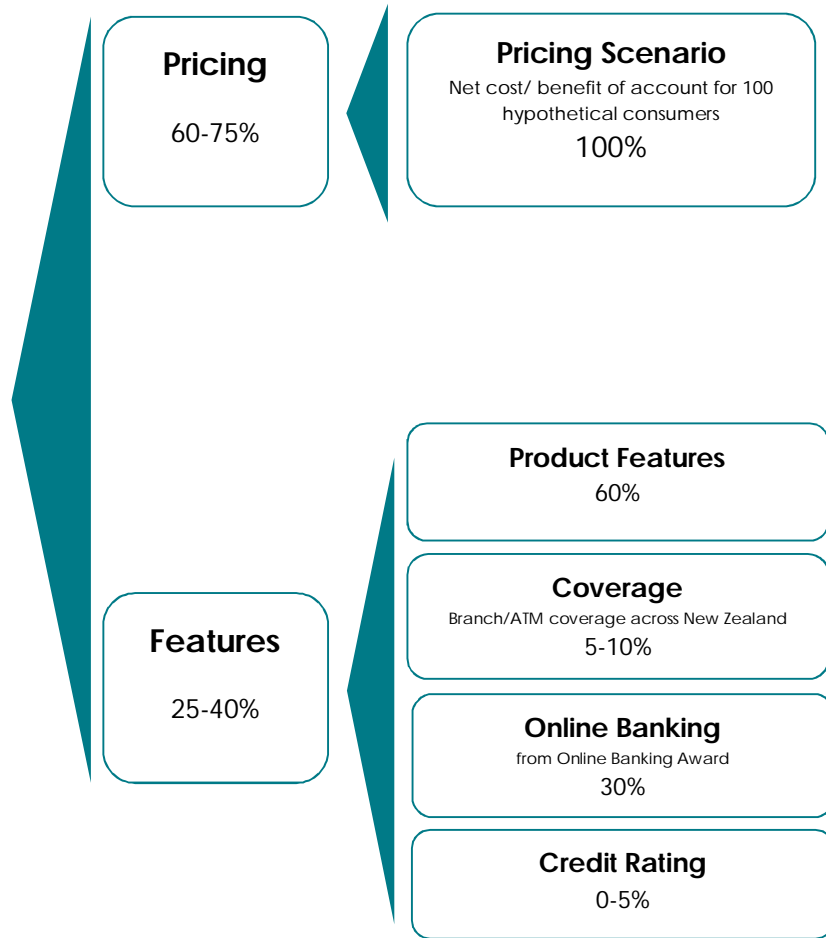 Pricing
60-75%
Pricing Scenario
Net cost/ benefit of account for 100
hypothetical consumers
100%
Features
25-40%
Product Features
60%
Coverage
Branch/ATM coverage across New Zealand
5-10%
Online Banking
from Online Banking Award
30%
Credit Rating
0-5%